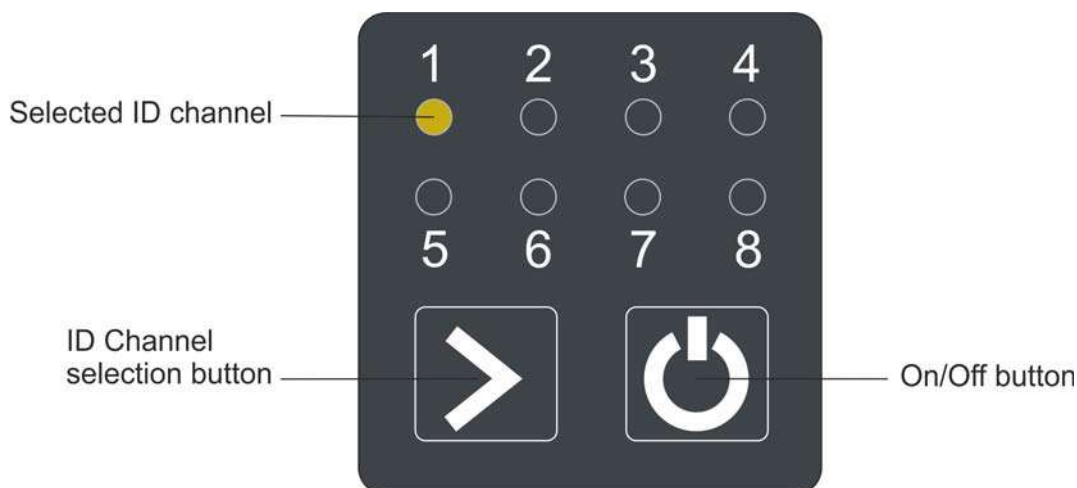 1 2 3 4
Selected ID channel
5 6 7 8
ID Channel
selection button
On/Off button